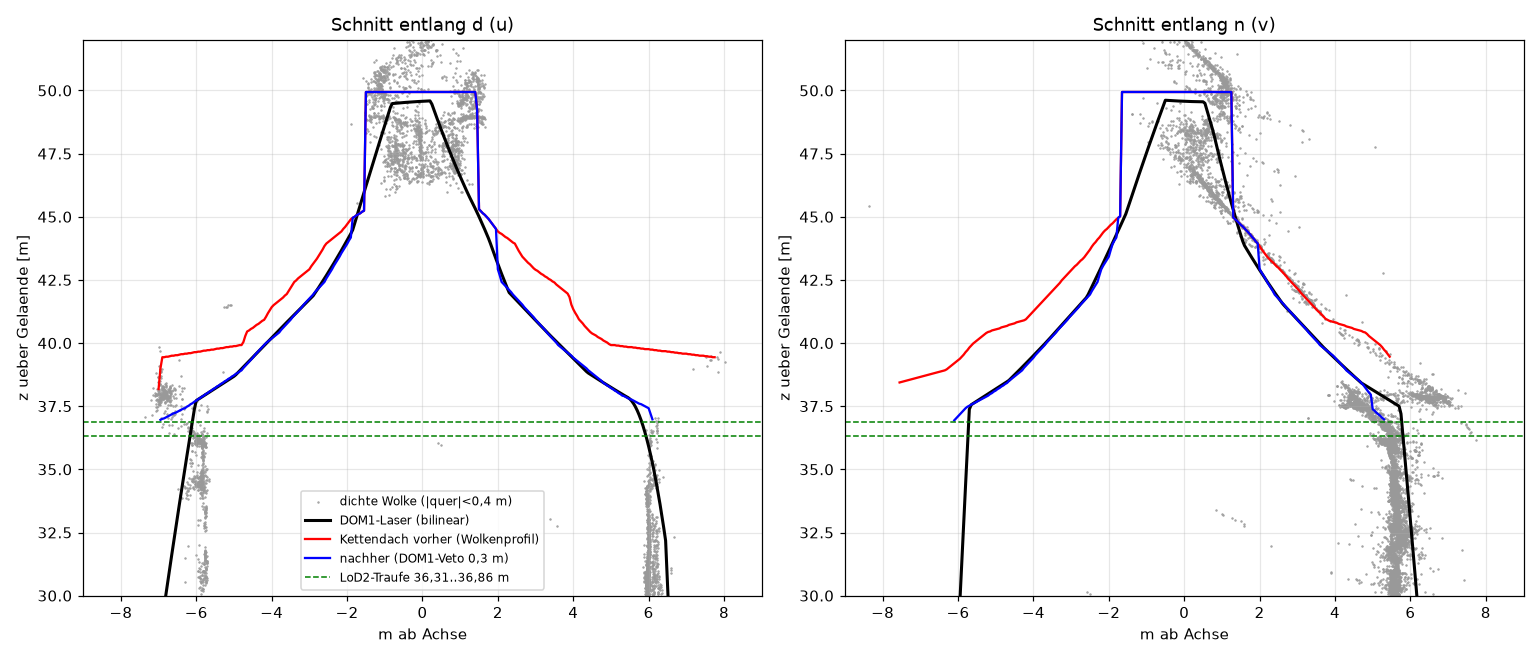 Schnitt entlang d (u)
z ueber Gelaende [m]
50.0
47.5
45.0
42.5
40.0
37.5
35.0
32.5
30.0
dichte Wolke (|quer|<0,4 m)
DOM1-Laser (bilinear)
Kettendach vorher (Wolkenprofil)
nachher (DOM1-Veto 0,3 m)
LoD2-Traufe 36,31..36,86 m
−8 −6 −4 −2 0 2 4 6 8
m ab Achse
Schnitt entlang n (v)
z ueber Gelaende [m]
50.0
47.5
45.0
42.5
40.0
37.5
35.0
32.5
30.0
−8 −6 −4 −2 0 2 4 6 8
m ab Achse